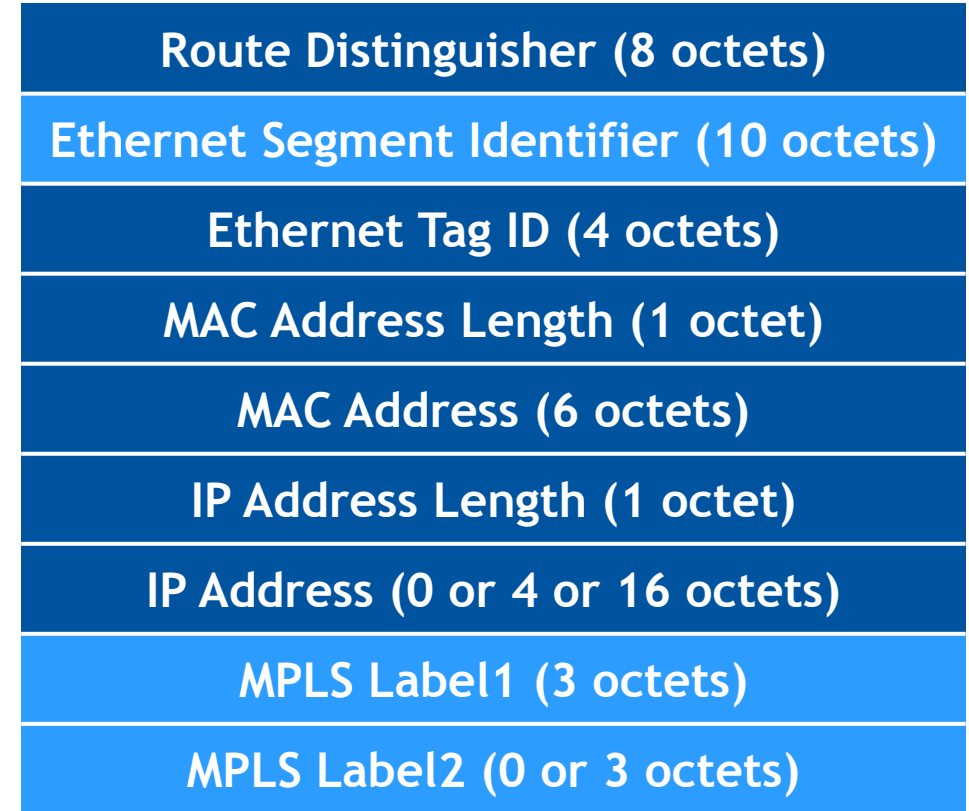 Route Distinguisher (8 octets)
Ethernet Segment Identifier (10 octets)
Ethernet Tag ID (4 octets)
MAC Address Length (1 octet)
MAC Address (6 octets)
IP Address Length (1 octet)
IP Address (0 or 4 or 16 octets)
MPLS Label1 (3 octets)
MPLS Label2 (0 or 3 octets)